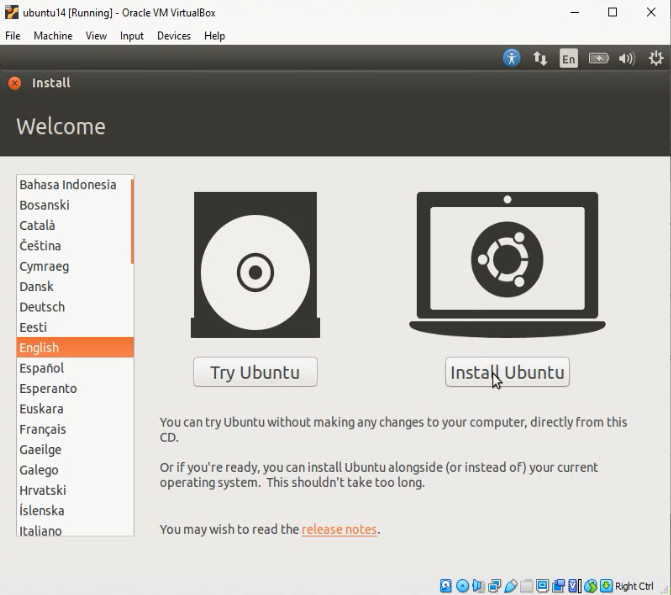 ubuntu14 [Running] - Oracle VM VirtualBox
File Machine View Input Devices Help
En
Install
Welcome
Bahasa Indonesia
Bosanski
Català
Čeština
Cymraeg
Dansk
Deutsch
Eesti
English
Español
Esperanto
Euskara
Français
Gaeilge
Galego
Hrvatski
Íslenska
Italiano
Try Ubuntu
Install Ubuntu
You can try Ubuntu without making any changes to your computer, directly from this
CD.
Or if you're ready, you can install Ubuntu alongside (or instead of) your current
operating system. This shouldn't take too long.
You may wish to read the release notes.
Right Ctrl